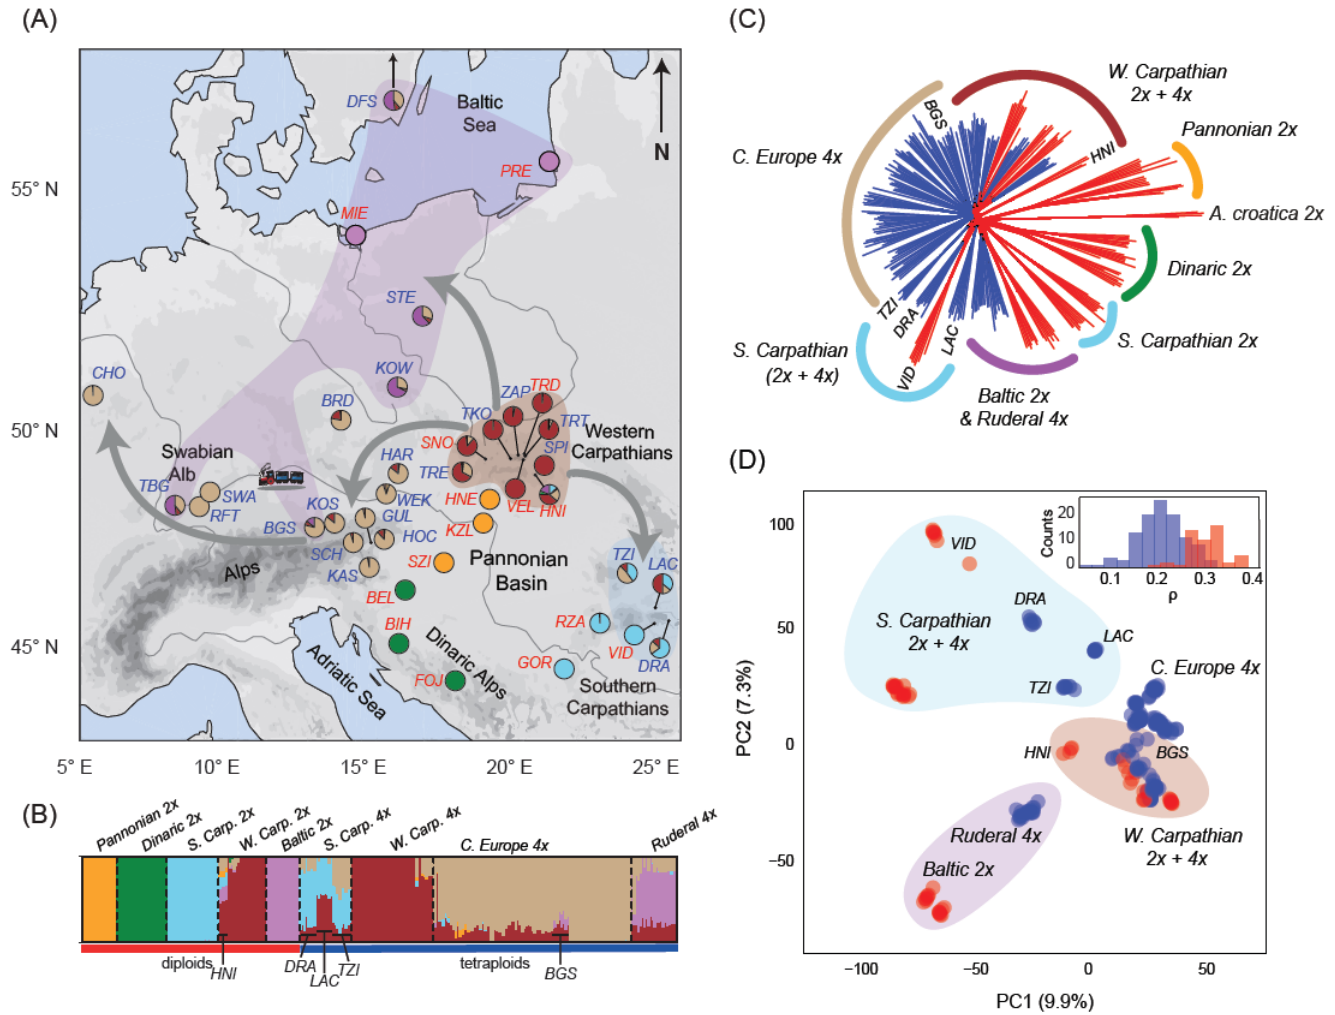 (A)
DFS
Baltic
Sea
N
PRE
55° N
MIE
STE
CHO
KOW
BRD
ZAP
TRD
TKO
TRT
50° N
SNO
SPI
Western
Carpathians
Swabian
Alb
HAR
TRE
TBG
SWA
WEK
HNE
VEL
HNI
RFT
KOS
GUL
BGS
HOC
KZL
SCH
KAS
SZI
Pannonian
Basin
TZI
LAC
Alps
BEL
RZA
BIH
VID
DRA
45° N
Adriatic Sea
Dinaric Alps
FOJ
GOR
Southern
Carpathians
5° E
10° E
15° E
20° E
25° E
(B)
Pannonian 2x
Dinaric 2x
S. Carp. 2x
W. Carp. 2x
Baltic 2x
S. Carp. 4x
W. Carp. 4x
C. Europe 4x
Ruderal 4x
diploids
HNI
DRA
LAC
TZI
tetraploids
BGS
(C)
W. Carpathian
2x + 4x
BGS
Pannonian 2x
C. Europe 4x
HNI
A. croatica 2x
Dinaric 2x
TZI
DRA
LAC
VID
S. Carpathian 2x
S. Carpathian
(2x + 4x)
Baltic 2x
& Ruderal 4x
(D)
100
50
0
−50
PC2 (7.3%)
VID
Counts
20
10
0
0.1
0.2
0.3
0.4
ρ
DRA
S. Carpathian
2x + 4x
LAC
C. Europe 4x
TZI
HNI
BGS
Ruderal 4x
W. Carpathian
2x + 4x
Baltic 2x
−100
−50
0
50
PC1 (9.9%)